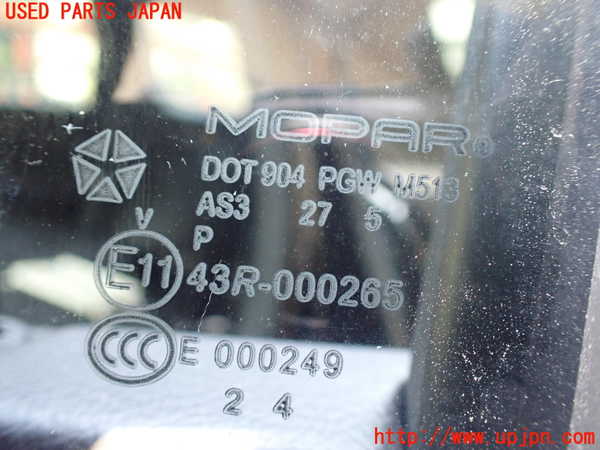 USED PARTS JAPAN
MOPAR®
DOT 904 PGW M513
AS3 27 5
V P
E11 43R-000265
CCC E 000249
2 4
http://www.upjpn.com